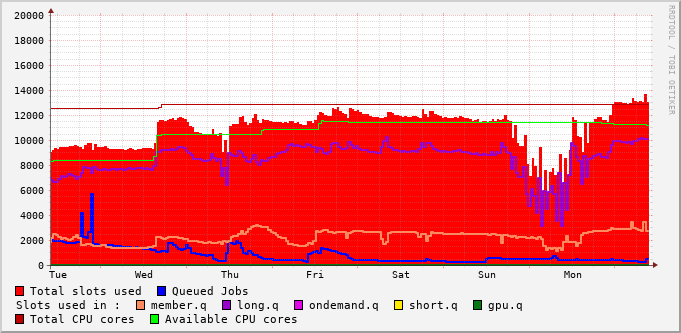 20000
18000
16000
14000
12000
10000
8000
6000
4000
2000
0
Tue Wed Thu Fri Sat Sun Mon
Total slots used Queued Jobs
Slots used in : member.q long.q ondemand.q short.q gpu.q
Total CPU cores Available CPU cores
RRDTOOL / TOBI OETIKER